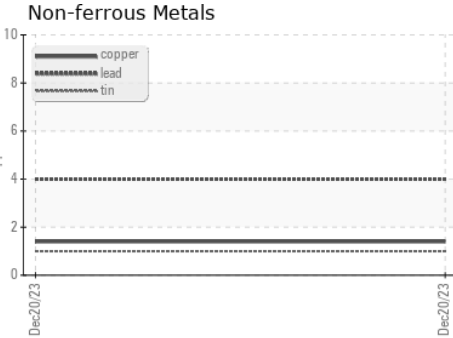 Non-ferrous Metals
10
copper
lead
tin
8
6
4
2
0
Dec20/23
Dec20/23